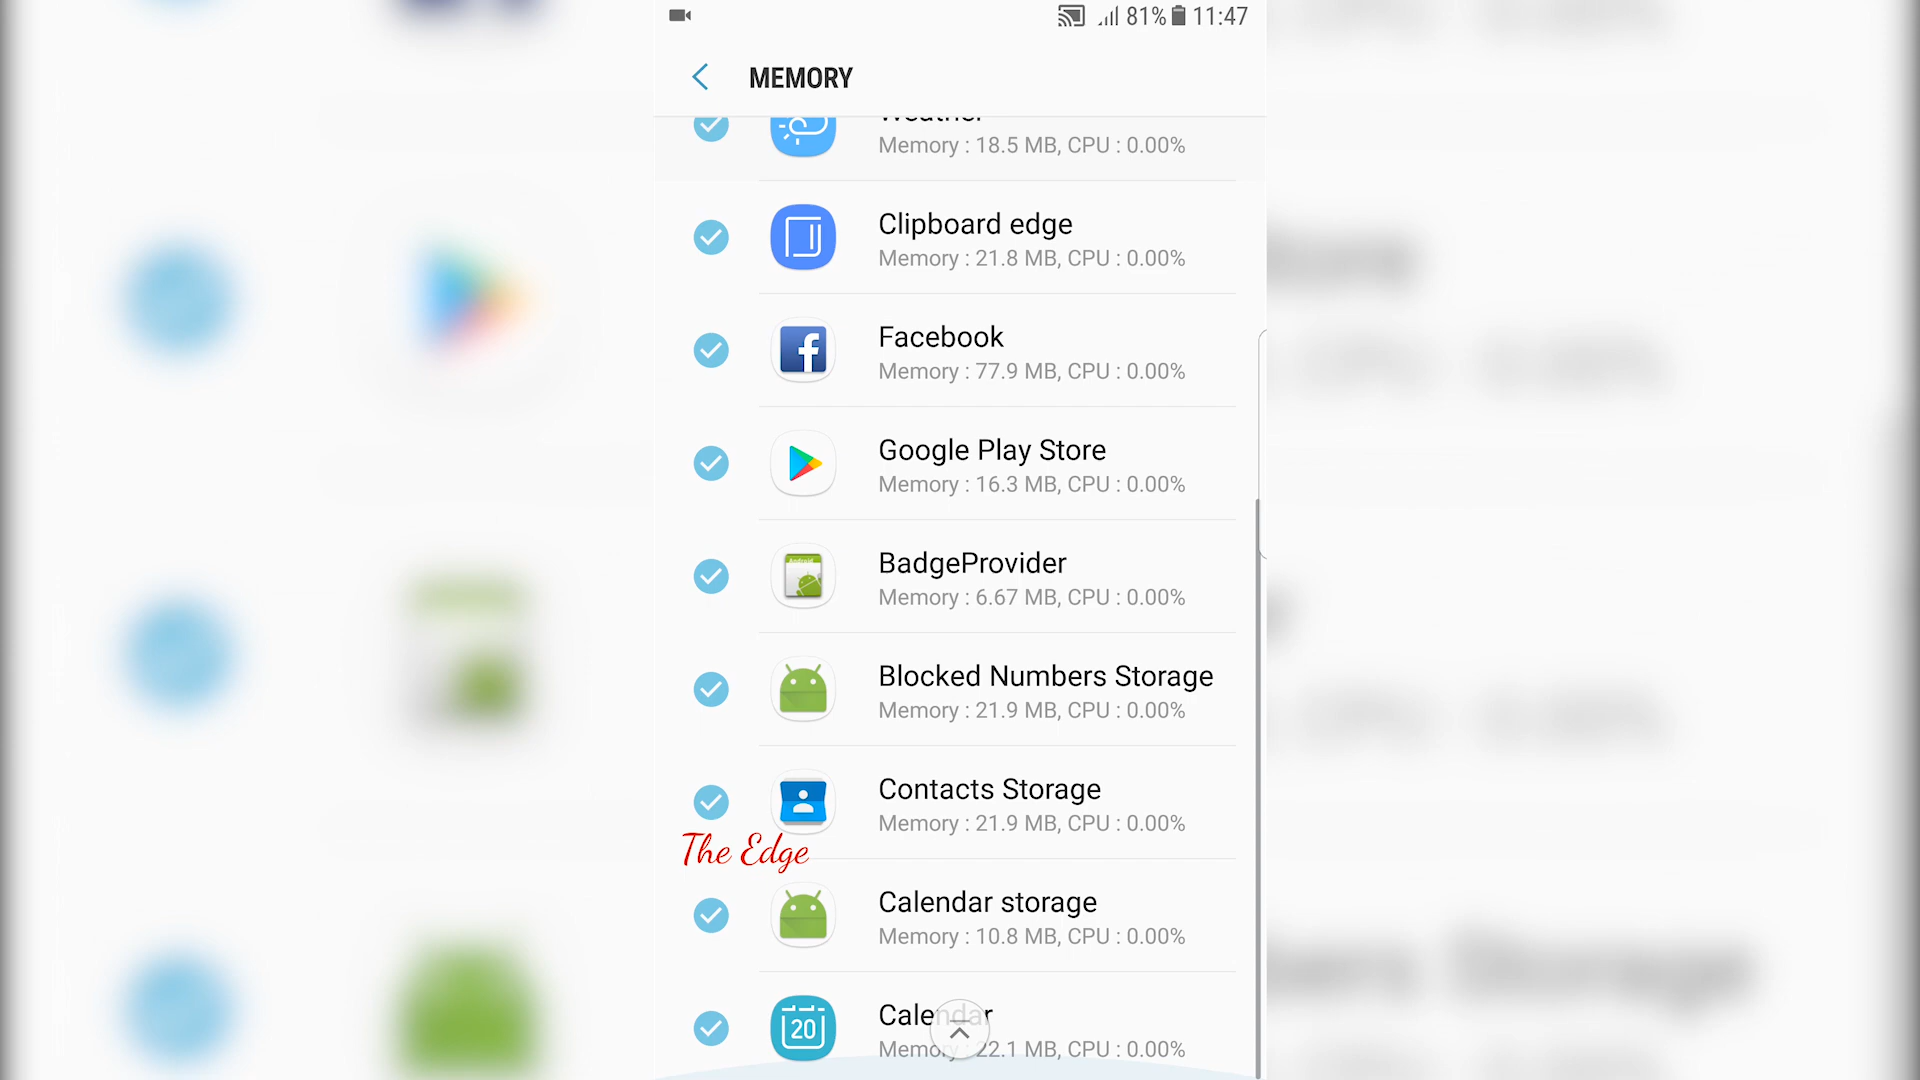 81% 11:47
MEMORY
Weather
Memory : 18.5 MB, CPU : 0.00%
Clipboard edge
Memory : 21.8 MB, CPU : 0.00%
Facebook
Memory : 77.9 MB, CPU : 0.00%
Google Play Store
Memory : 16.3 MB, CPU : 0.00%
BadgeProvider
Memory : 6.67 MB, CPU : 0.00%
Blocked Numbers Storage
Memory : 21.9 MB, CPU : 0.00%
Contacts Storage
Memory : 21.9 MB, CPU : 0.00%
The Edge
Calendar storage
Memory : 10.8 MB, CPU : 0.00%
20
Calendar
Memory : 22.1 MB, CPU : 0.00%